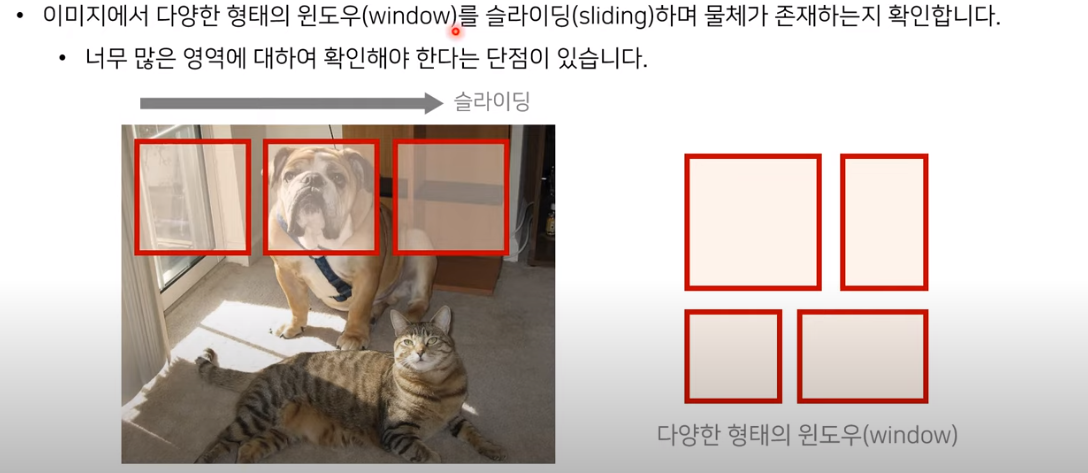 • 이미지에서 다양한 형태의 윈도우(window)를 슬라이딩(sliding)하며 물체가 존재하는지 확인합니다.
• 너무 많은 영역에 대하여 확인해야 한다는 단점이 있습니다.
슬라이딩
다양한 형태의 윈도우(window)